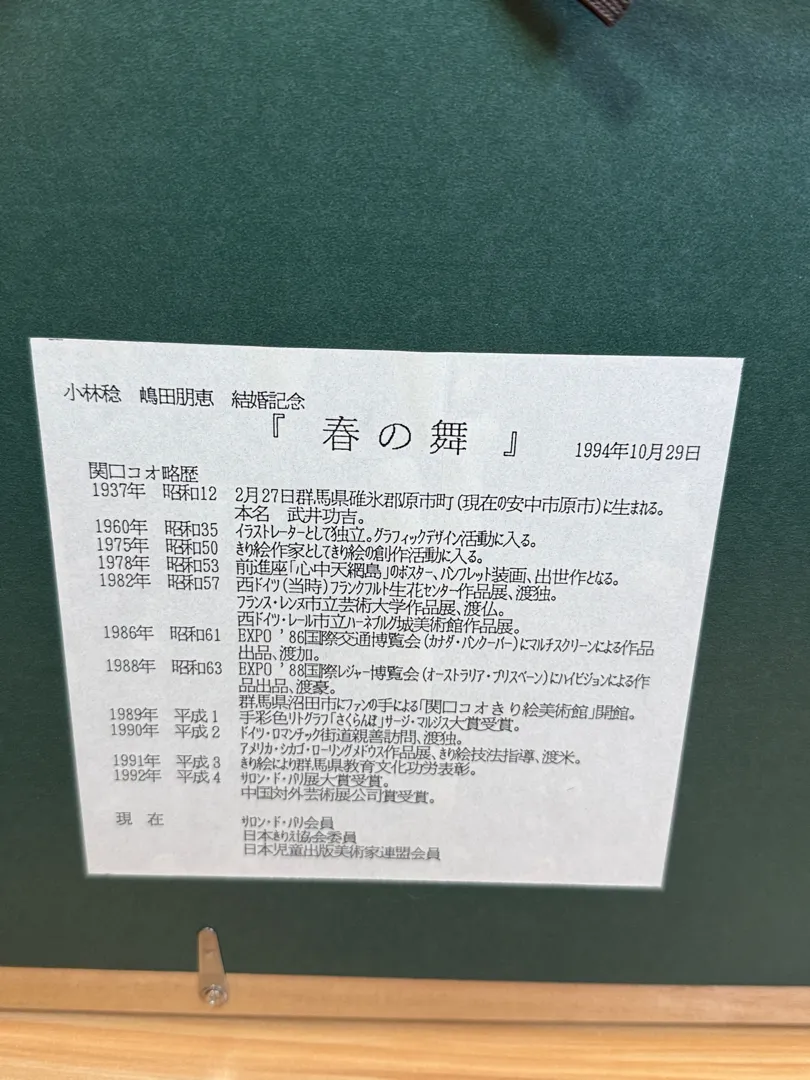 小林稔 嶋田朋恵 結婚記念
『 春の舞 』 1994年10月29日
関口コオ略歴
1937年 昭和12 2月27日群馬県碓氷郡原市町(現在の安中市原市)に生まれる。
本名 武井功吉。
1960年 昭和35 イラストレーターとして独立。グラフィックデザイン活動に入る。
1975年 昭和50 きり絵作家としてきり絵の創作活動に入る。
1978年 昭和53 前進座「心中天網島」のポスター、パンフレット装画、出世作となる。
1982年 昭和57 西ドイツ(当時)フランクフルト生花センター作品展、渡独。
フランス・レンヌ市立芸術大学作品展、渡仏。
西ドイツ・レール市立ハーネブルグ城美術館作品展。
1986年 昭和61 EXPO '86国際交通博覧会(カナダ・バンクーバー)にマルチスクリーンによる作品
出品、渡加。
1988年 昭和63 EXPO '88国際レジャー博覧会(オーストラリア・ブリスベーン)にハイビジョンによる作
品出品、渡豪。
群馬県沼田市にファンの手による「関口コオきり絵美術館」開館。
1989年 平成1 手彩色リトグラフ「さくらんぼ」サージ・マルジス大賞受賞。
1990年 平成2 ドイツ・ロマンチック街道親善訪問、渡独。
アメリカ・シカゴ・ローリングメドウス作品展、きり絵技法指導、渡米。
1991年 平成3 きり絵により群馬県教育文化功労表彰。
1992年 平成4 サロン・ド・パリ展大賞受賞。
中国対外芸術展公司賞受賞。
現 在 サロン・ド・パリ会員
日本きりえ協会委員
日本児童出版美術家連盟会員